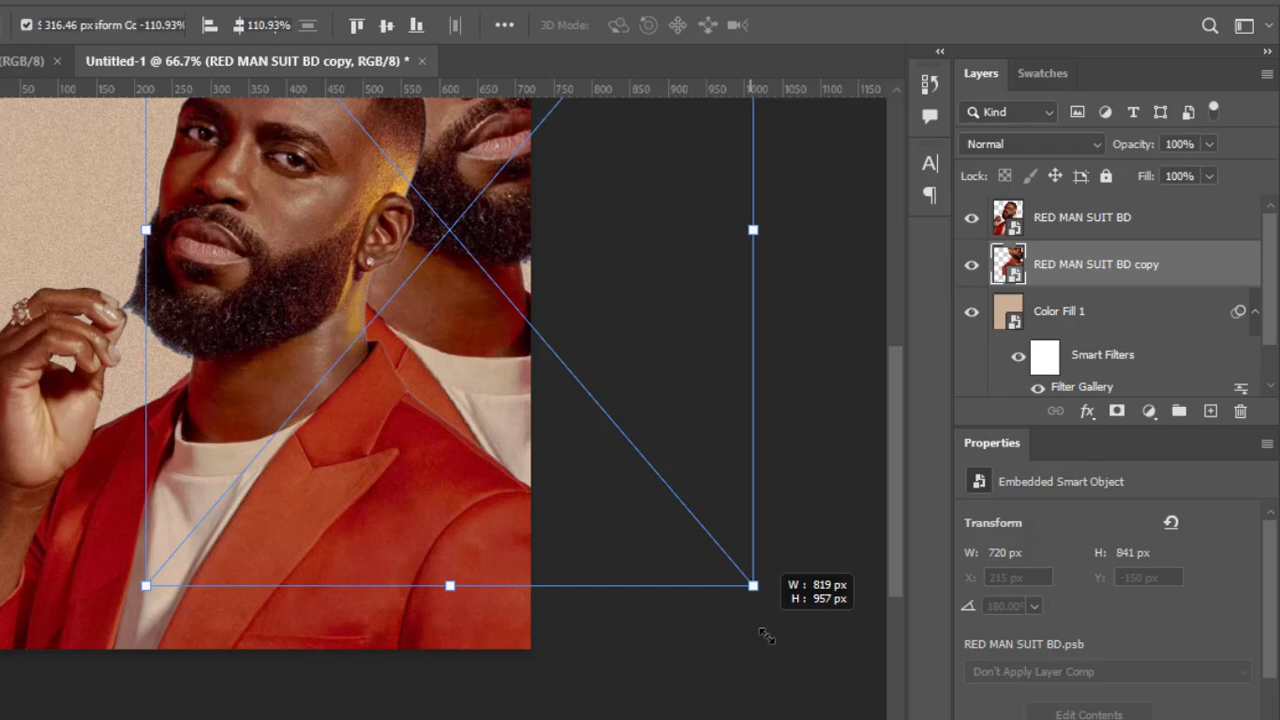 316.46 px
-110.93%
110.93%
3D Mode:
(RGB/8)
Untitled-1 @ 66.7% (RED MAN SUIT BD copy, RGB/8) *
50 100 150 200 250 300 350 400 450 500 550 600 650 700 750 800 850 900 950 1000 1050 1100 1150
Layers
Swatches
Kind
Normal
Opacity: 100%
Lock:
Fill: 100%
RED MAN SUIT BD
RED MAN SUIT BD copy
Color Fill 1
Smart Filters
Filter Gallery
fx
Properties
Embedded Smart Object
Transform
W: 720 px
H: 841 px
X: 215 px
Y: -150 px
180.00°
RED MAN SUIT BD.psb
Don't Apply Layer Comp
Edit Contents
W : 819 px
H : 957 px